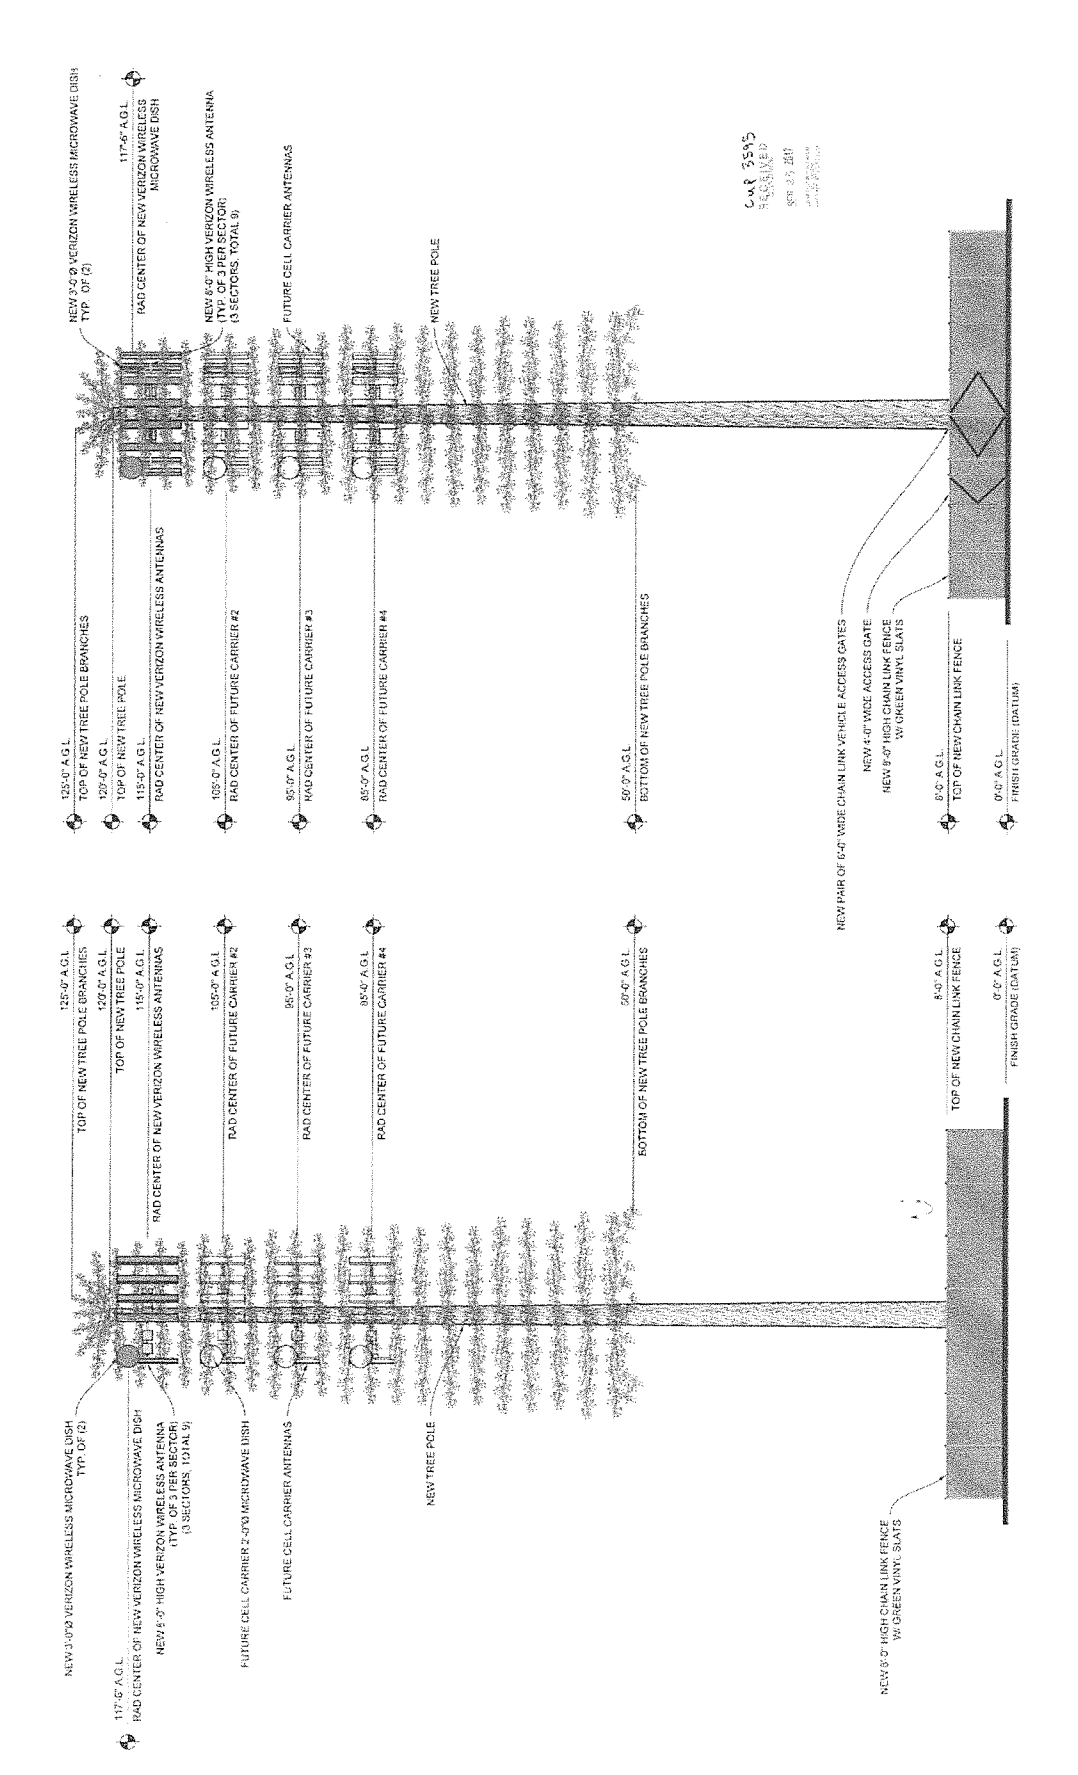 125'-0" A.G.L.
TOP OF NEW TREE POLE BRANCHES
120'-0" A.G.L.
TOP OF NEW TREE POLE
115'-0" A.G.L.
RAD CENTER OF NEW VERIZON WIRELESS ANTENNAS
105'-0" A.G.L.
RAD CENTER OF FUTURE CARRIER #2
95'-0" A.G.L.
RAD CENTER OF FUTURE CARRIER #3
85'-0" A.G.L.
RAD CENTER OF FUTURE CARRIER #4
50'-0" A.G.L.
BOTTOM OF NEW TREE POLE BRANCHES
NEW PAIR OF 6'-0" WIDE CHAIN LINK VEHICLE ACCESS GATES
NEW 4'-0" WIDE ACCESS GATE
NEW 8'-0" HIGH CHAIN LINK FENCE
W/ GREEN VINYL SLATS
8'-0" A.G.L.
TOP OF NEW CHAIN LINK FENCE
0'-0" A.G.L.
FINISH GRADE (DATUM)
NEW 3'-0"Ø VERIZON WIRELESS MICROWAVE DISH
TYP. OF (2)
117'-6" A.G.L.
RAD CENTER OF NEW VERIZON WIRELESS
MICROWAVE DISH
NEW 8'-0" HIGH VERIZON WIRELESS ANTENNA
(TYP. OF 3 PER SECTOR)
(3 SECTORS, TOTAL 9)
FUTURE CELL CARRIER ANTENNAS
NEW TREE POLE
CUP 3593
RECEIVED
SEP 25 2017
NEW 3'-0"Ø VERIZON WIRELESS MICROWAVE DISH
TYP. OF (2)
117'-6" A.G.L.
RAD CENTER OF NEW VERIZON WIRELESS MICROWAVE DISH
NEW 8'-0" HIGH VERIZON WIRELESS ANTENNA
(TYP. OF 3 PER SECTOR)
(3 SECTORS, TOTAL 9)
FUTURE CELL CARRIER 2'-0"Ø MICROWAVE DISH
FUTURE CELL CARRIER ANTENNAS
NEW TREE POLE
NEW 8'-0" HIGH CHAIN LINK FENCE
W/ GREEN VINYL SLATS
125'-0" A.G.L.
TOP OF NEW TREE POLE BRANCHES
120'-0" A.G.L.
TOP OF NEW TREE POLE
115'-0" A.G.L.
RAD CENTER OF NEW VERIZON WIRELESS ANTENNAS
105'-0" A.G.L.
RAD CENTER OF FUTURE CARRIER #2
95'-0" A.G.L.
RAD CENTER OF FUTURE CARRIER #3
85'-0" A.G.L.
RAD CENTER OF FUTURE CARRIER #4
50'-0" A.G.L.
BOTTOM OF NEW TREE POLE BRANCHES
8'-0" A.G.L.
TOP OF NEW CHAIN LINK FENCE
0'-0" A.G.L.
FINISH GRADE (DATUM)